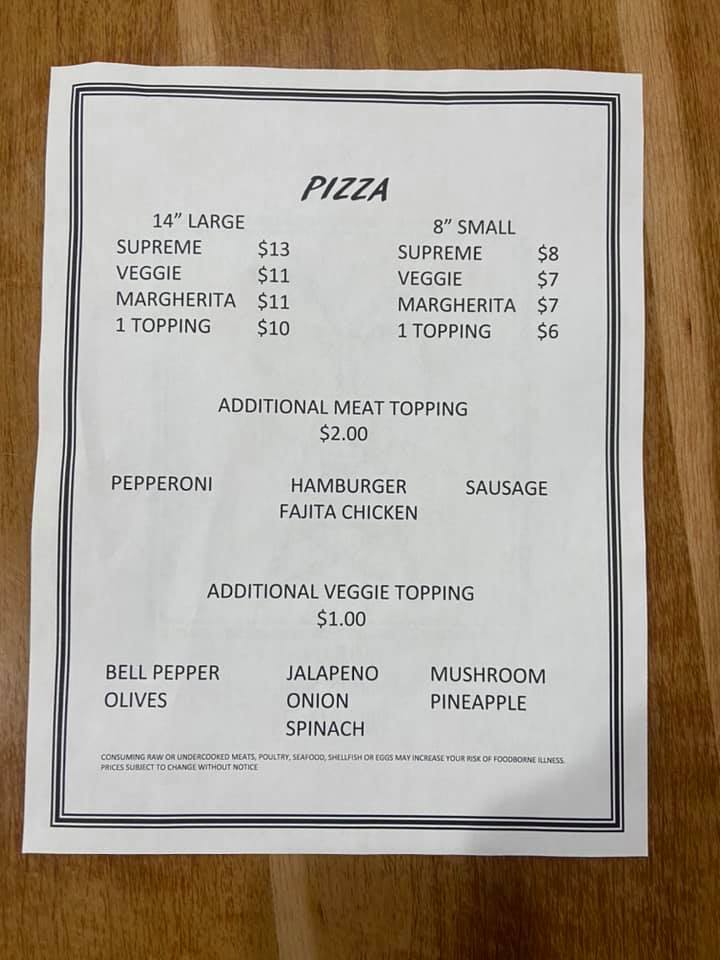 PIZZA
14” LARGE
SUPREME $13
VEGGIE $11
MARGHERITA $11
1 TOPPING $10
8” SMALL
SUPREME $8
VEGGIE $7
MARGHERITA $7
1 TOPPING $6
ADDITIONAL MEAT TOPPING
$2.00
PEPPERONI HAMBURGER SAUSAGE
FAJITA CHICKEN
ADDITIONAL VEGGIE TOPPING
$1.00
BELL PEPPER JALAPENO MUSHROOM
OLIVES ONION PINEAPPLE
SPINACH
CONSUMING RAW OR UNDERCOOKED MEATS, POULTRY, SEAFOOD, SHELLFISH OR EGGS MAY INCREASE YOUR RISK OF FOODBORNE ILLNESS.
PRICES SUBJECT TO CHANGE WITHOUT NOTICE